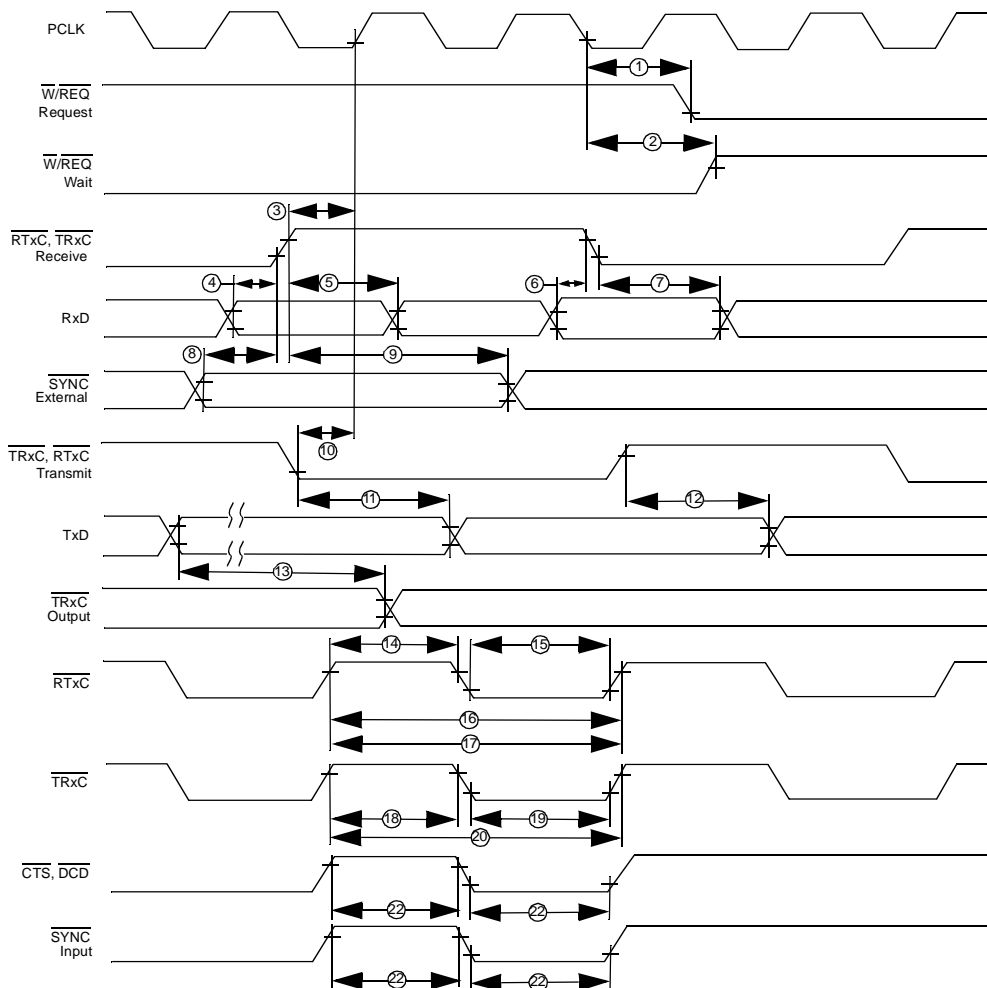 PCLK
①
W/REQ
Request
②
W/REQ
Wait
③
RTxC, TRxC
Receive
④
⑤
⑥
⑦
RxD
⑧
⑨
SYNC
External
TRxC, RTxC
Transmit
⑩
⑪
⑫
TxD
⑬
TRxC
Output
⑭
⑮
RTxC
⑯
⑰
TRxC
⑱
⑲
⑳
CTS, DCD
㉒
㉒
SYNC
Input
㉒
㉒